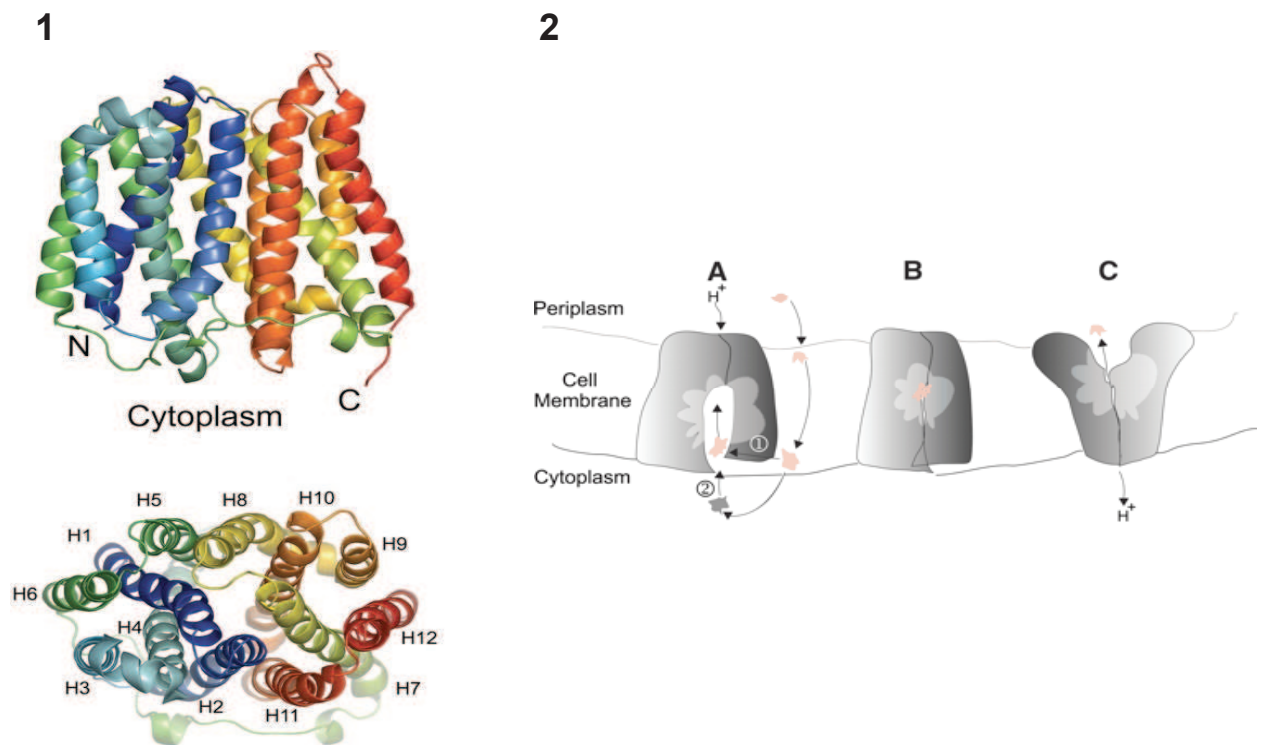 1
2
N
C
Cytoplasm
H1
H5
H8
H10
H9
H6
H4
H3
H2
H11
H12
H7
A
B
C
H+
Periplasm
Cell
Membrane
①
Cytoplasm
②
H+